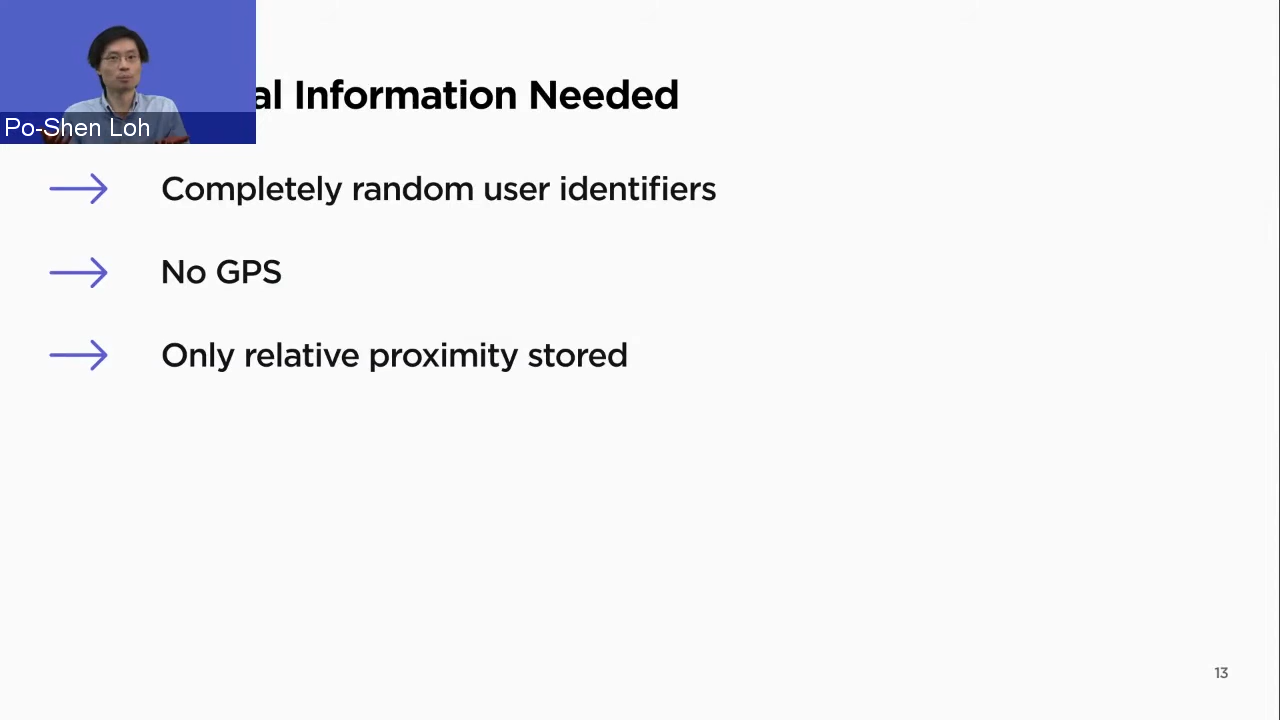 al Information Needed
Po-Shen Loh
Completely random user identifiers
No GPS
Only relative proximity stored
13